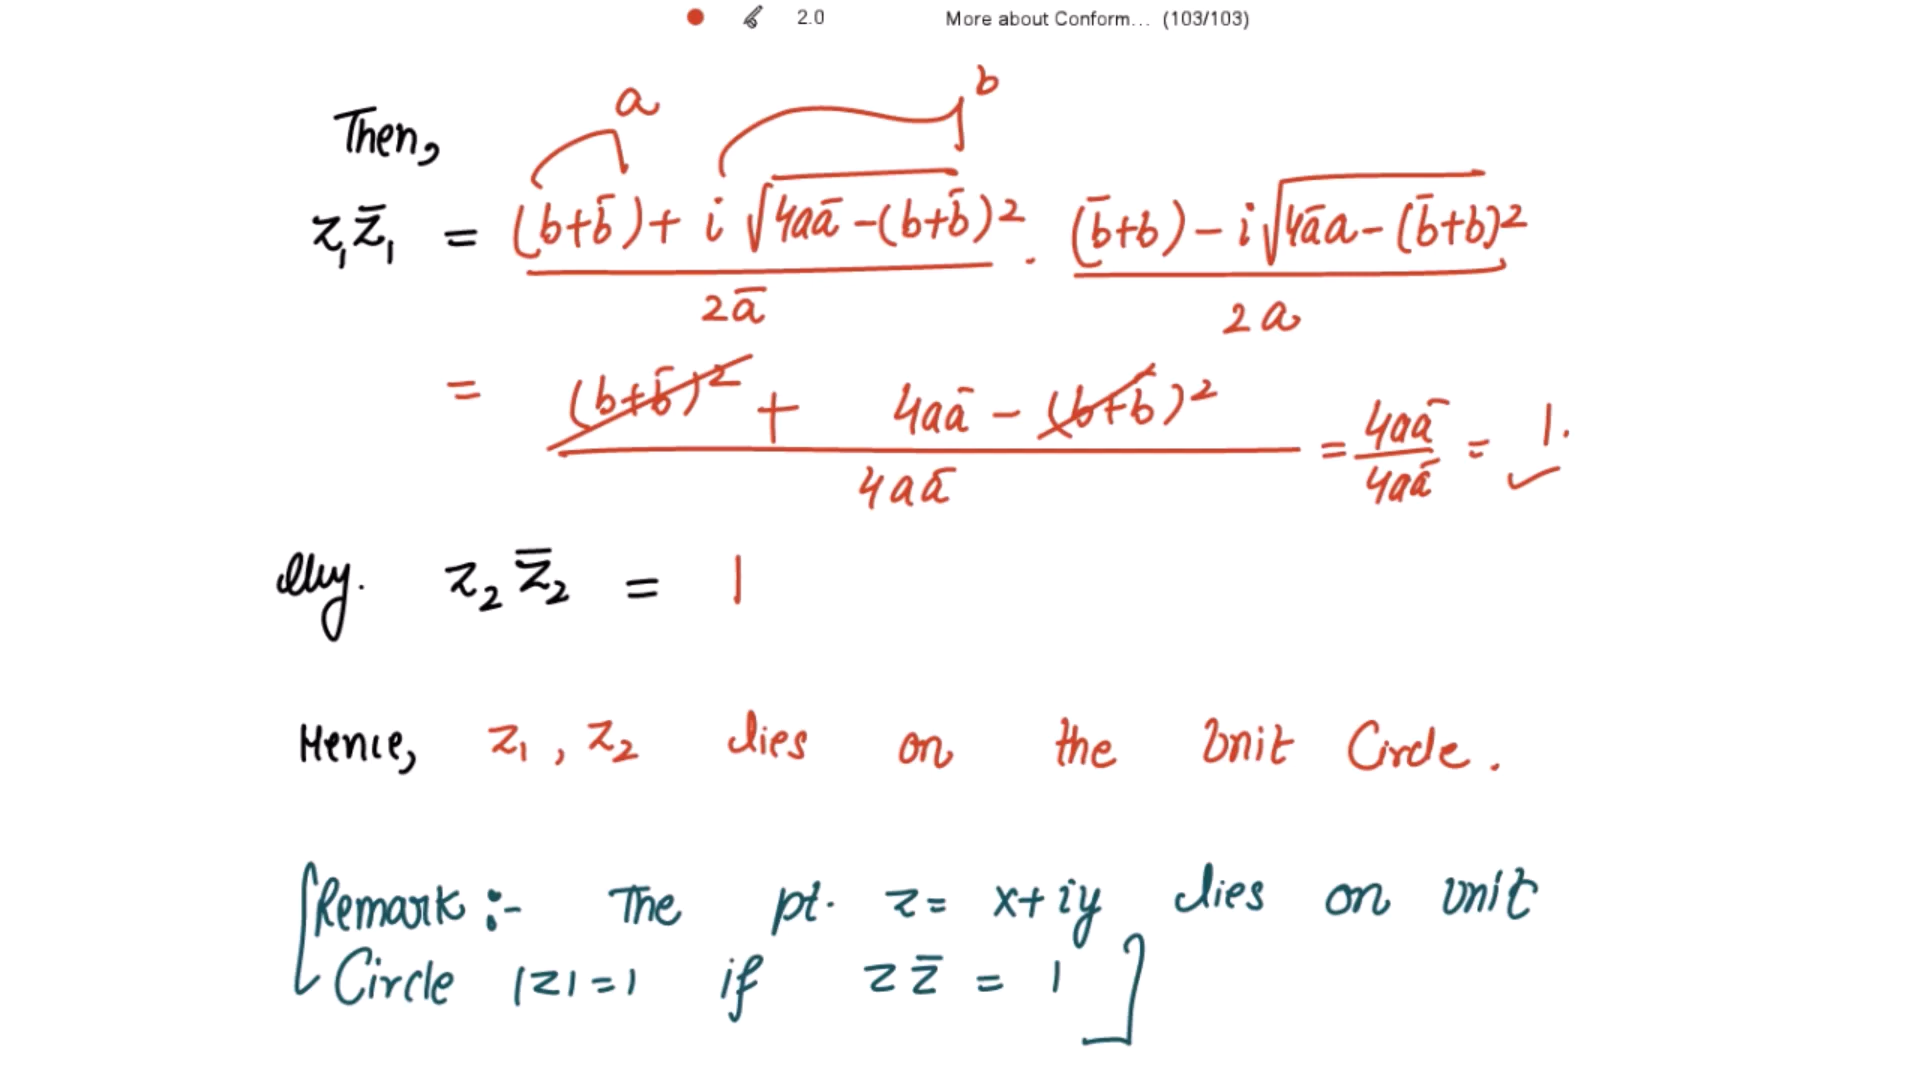 2.0 More about Conform... (103/103)
a b
Then,
z₁z̄₁ = (b+b̄)+ i √4aā -(b+b̄)² / 2ā . (b̄+b) - i√4āa - (b̄+b)² / 2a
= (b+b̄)² + 4aā - (b+b̄)² / 4aā = 4aā / 4aā = 1.
llly. z₂ z̄₂ = 1
Hence, z₁ , z₂ lies on the Unit Circle.
[Remark :- The pt. z = x+iy lies on unit
Circle |z|=1 if z z̄ = 1 ]